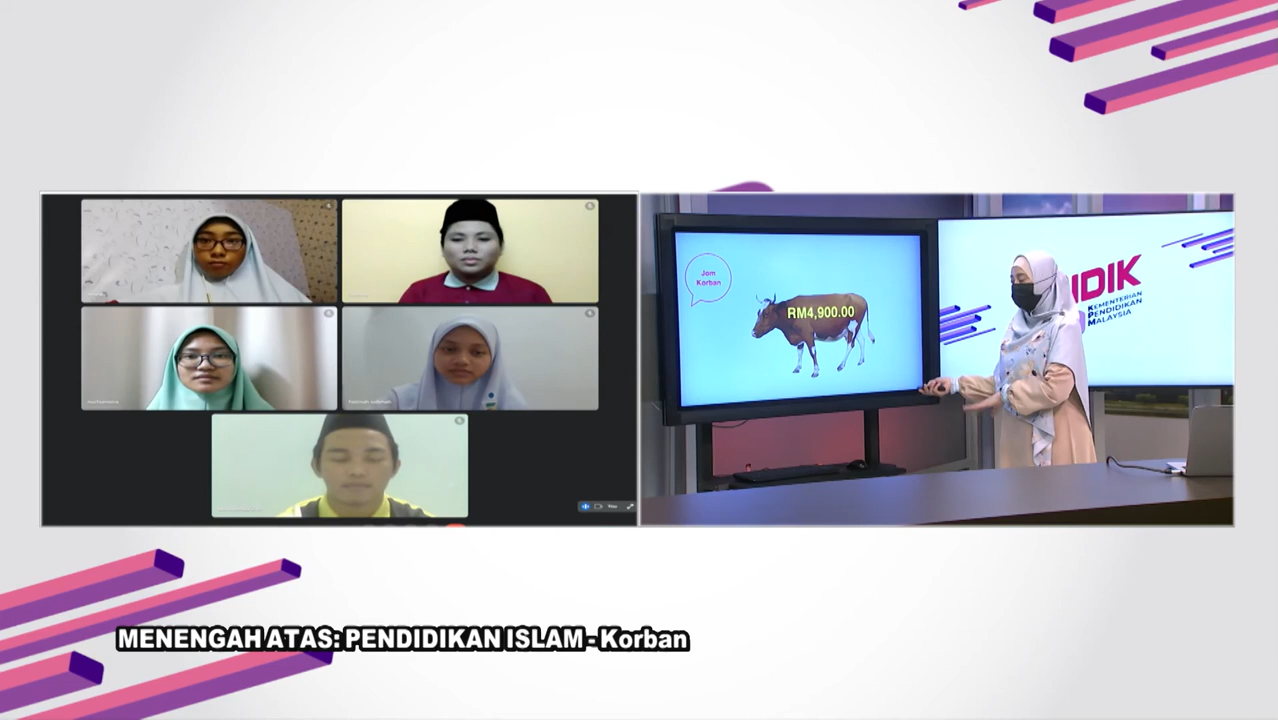 Jom
Korban
RM4,900.00
IDIK
KEMENTERIAN
PENDIDIKAN
MALAYSIA
MENENGAH ATAS: PENDIDIKAN ISLAM - Korban